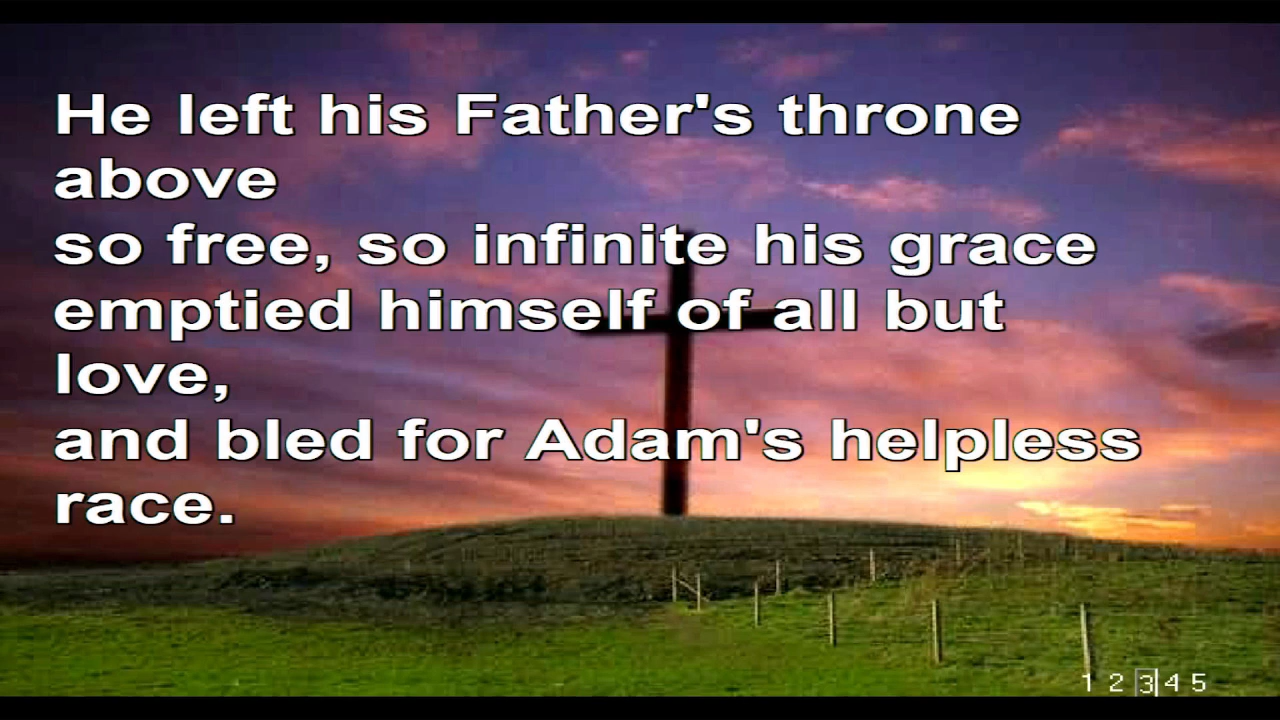 He left his Father's throne
above
so free, so infinite his grace
emptied himself of all but
love,
and bled for Adam's helpless
race.
1 2 3 4 5